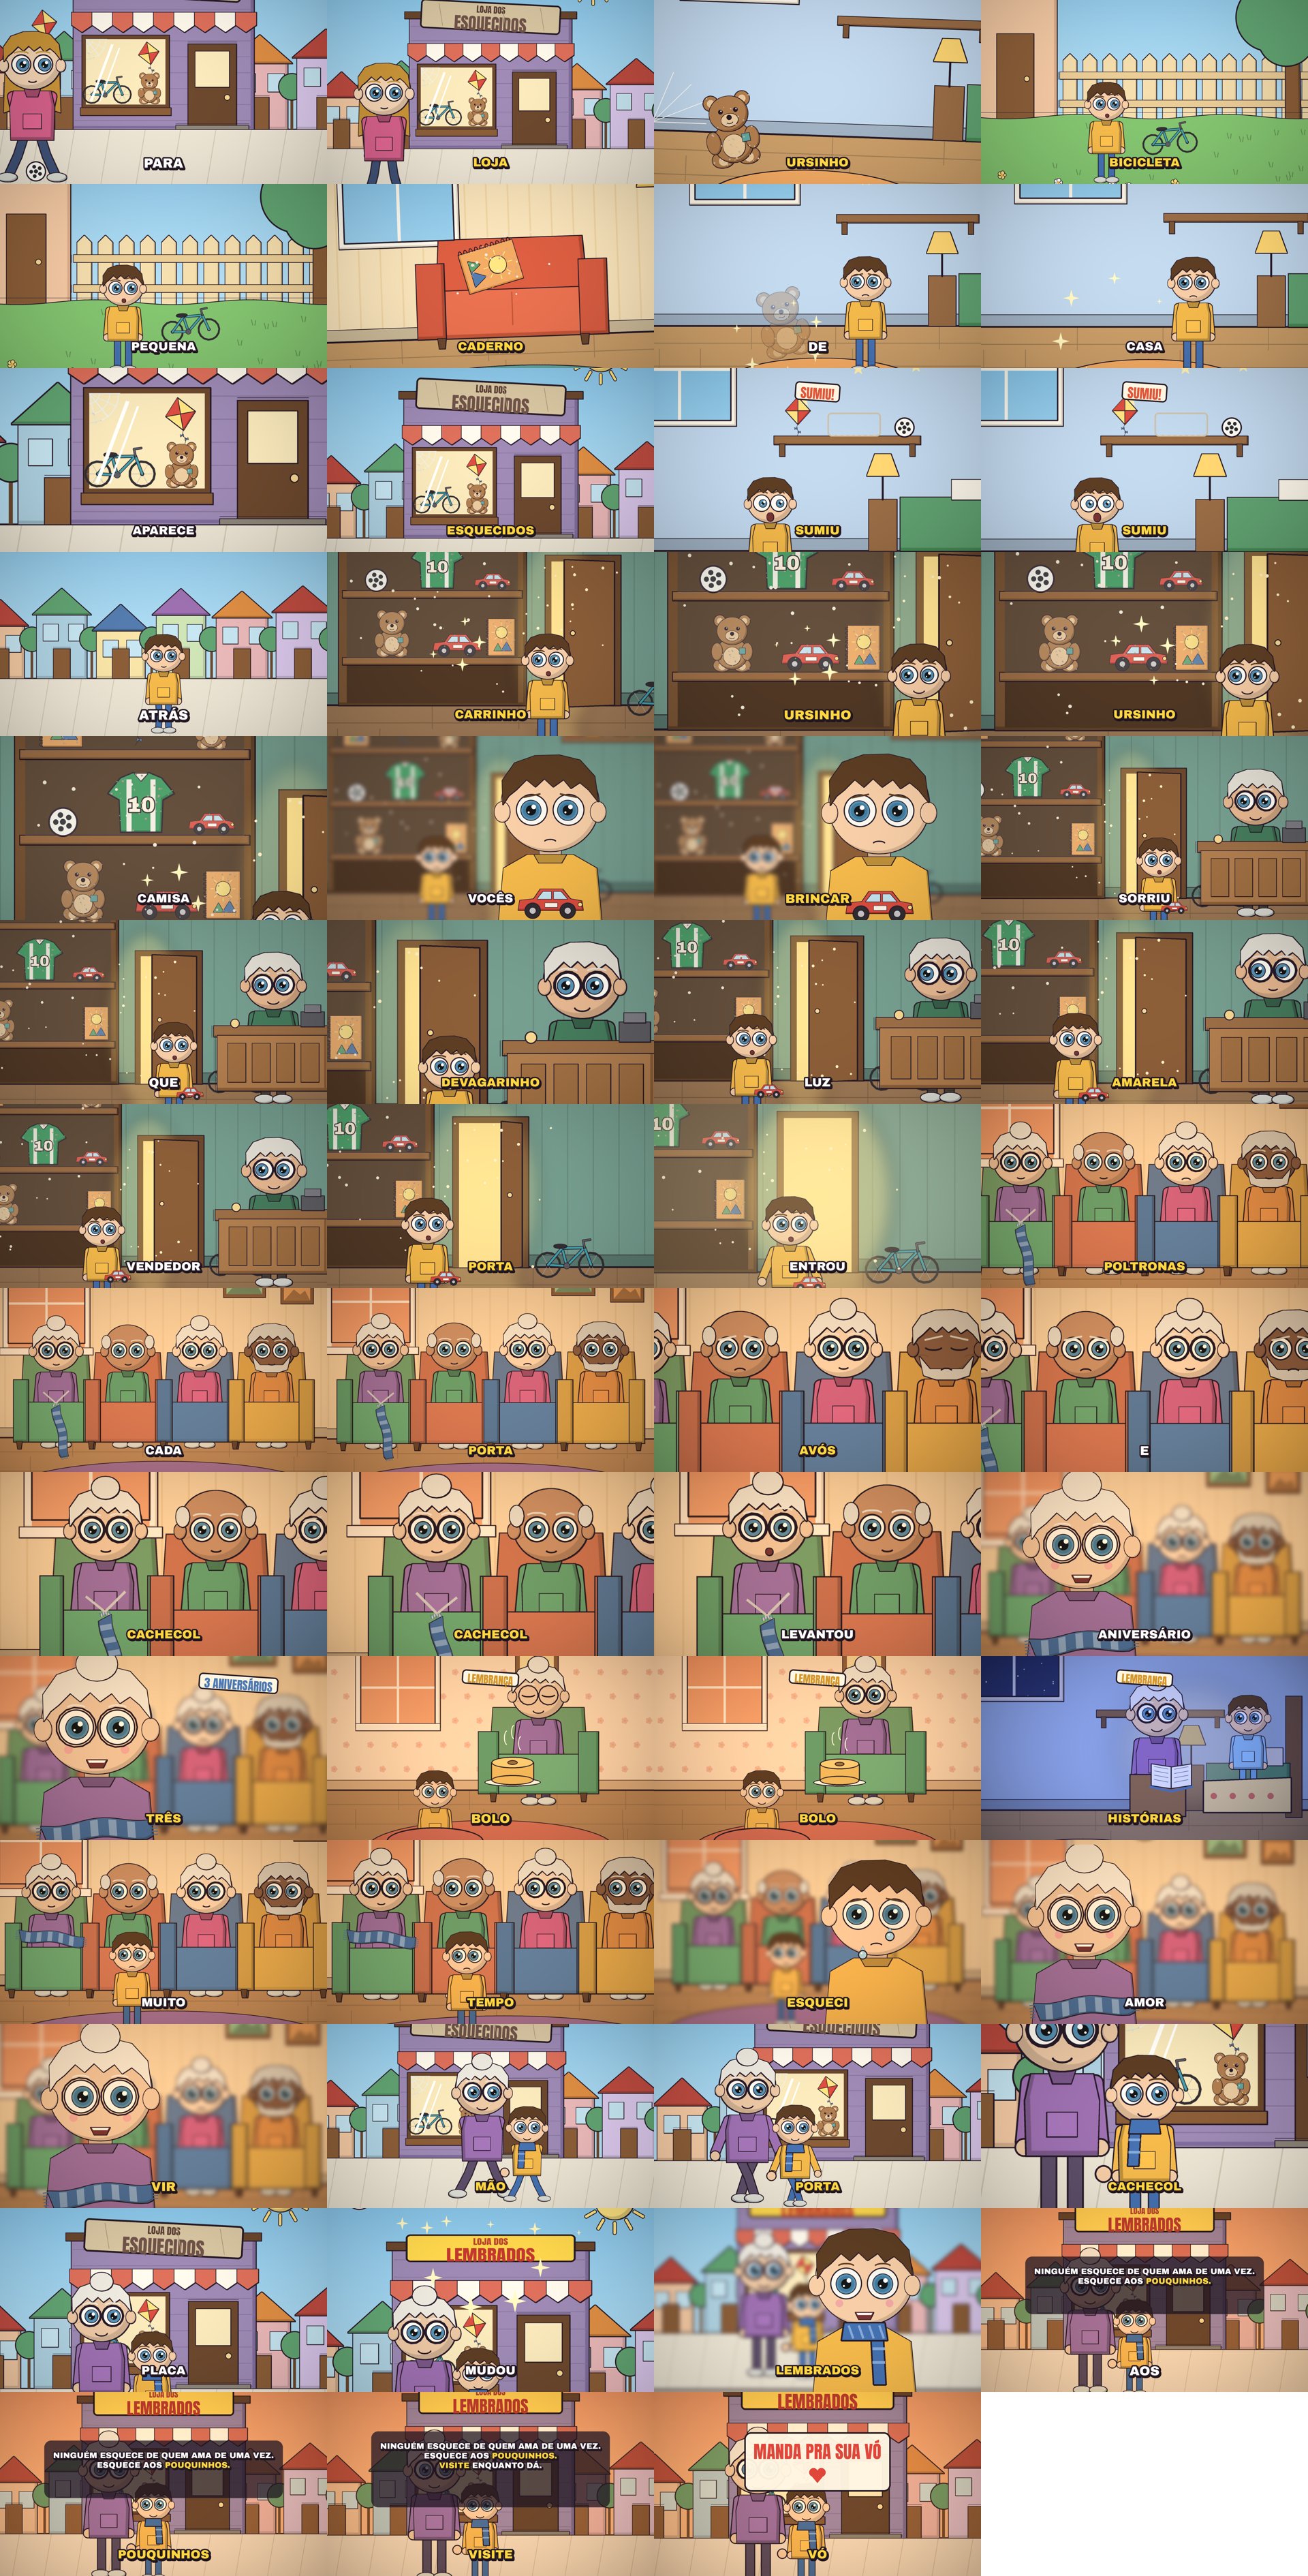 PARA
LOJA DOS
ESQUECIDOS
LOJA
URSINHO
BICICLETA
PEQUENA
CADERNO
DE
CASA
APARECE
LOJA DOS
ESQUECIDOS
ESQUECIDOS
SUMIU!
SUMIU
SUMIU!
SUMIU
ATRÁS
10
CARRINHO
10
URSINHO
10
URSINHO
10
CAMISA
VOCÊS
BRINCAR
10
SORRIU
10
QUE
DEVAGARINHO
10
LUZ
10
AMARELA
10
VENDEDOR
10
PORTA
10
ENTROU
POLTRONAS
CADA
PORTA
AVÓS
E
CACHECOL
CACHECOL
LEVANTOU
ANIVERSÁRIO
3 ANIVERSÁRIOS
TRÊS
LEMBRANÇA
BOLO
LEMBRANÇA
BOLO
LEMBRANÇA
HISTÓRIAS
MUITO
TEMPO
ESQUECI
AMOR
VIR
ESQUECIDOS
MÃO
ESQUECIDOS
PORTA
CACHECOL
LOJA DOS
ESQUECIDOS
PLACA
LOJA DOS
LEMBRADOS
MUDOU
LEMBRADOS
LEMBRADOS
NINGUÉM ESQUECE DE QUEM AMA DE UMA VEZ.
ESQUECE AOS POUQUINHOS.
AOS
LOJA DOS
LEMBRADOS
NINGUÉM ESQUECE DE QUEM AMA DE UMA VEZ.
ESQUECE AOS POUQUINHOS.
POUQUINHOS
LOJA DOS
LEMBRADOS
NINGUÉM ESQUECE DE QUEM AMA DE UMA VEZ.
ESQUECE AOS POUQUINHOS.
VISITE ENQUANTO DÁ.
VISITE
LEMBRADOS
MANDA PRA SUA VÓ
VÓ